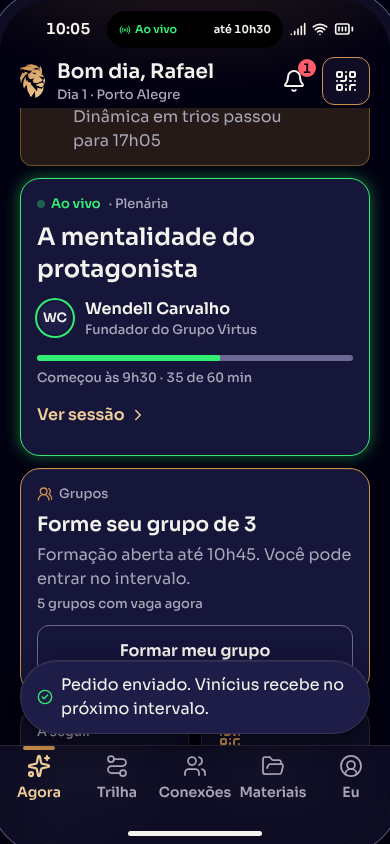 10:05
Ao vivo
até 10h30
Bom dia, Rafael
Dia 1 · Porto Alegre
1
Dinâmica em trios passou
para 17h05
Ao vivo · Plenária
A mentalidade do
protagonista
WC
Wendell Carvalho
Fundador do Grupo Virtus
Começou às 9h30 · 35 de 60 min
Ver sessão
Grupos
Forme seu grupo de 3
Formação aberta até 10h45. Você pode
entrar no intervalo.
5 grupos com vaga agora
Formar meu grupo
Pedido enviado. Vinícius recebe no
próximo intervalo.
A seguir
Agora
Trilha
Conexões
Materiais
Eu